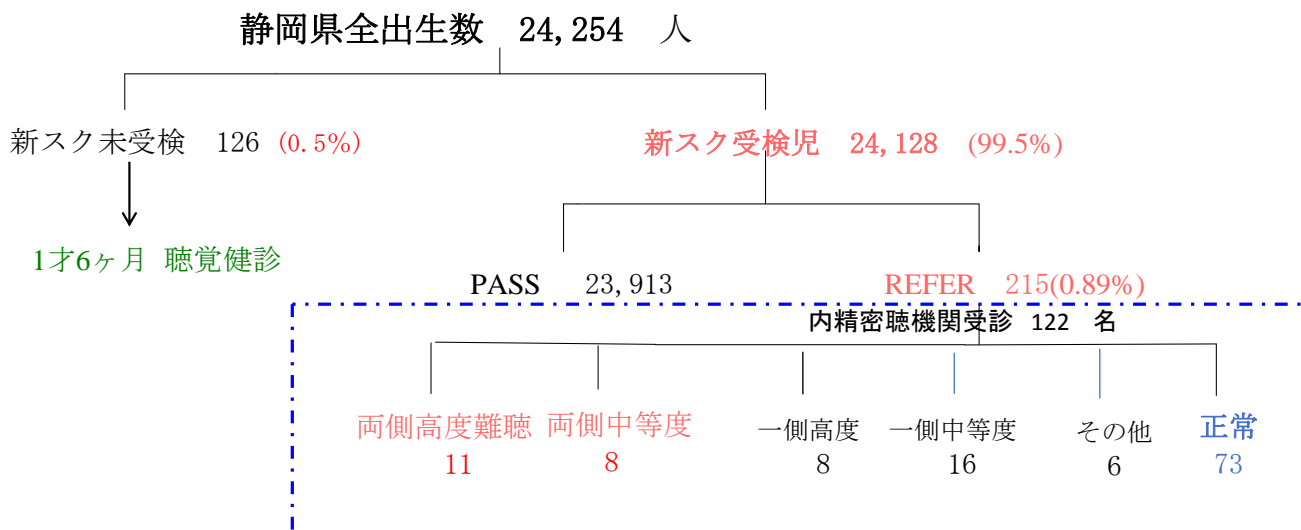 静岡県全出生数 24,254 人
新スク未受検 126 (0.5%)
新スク受検児 24,128 (99.5%)
1才6ヶ月 聴覚健診
PASS 23,913
REFER 215(0.89%)
内精密聴機関受診 122 名
両側高度難聴 両側中等度 一側高度 一側中等度 その他 正常
11 8 8 16 6 73